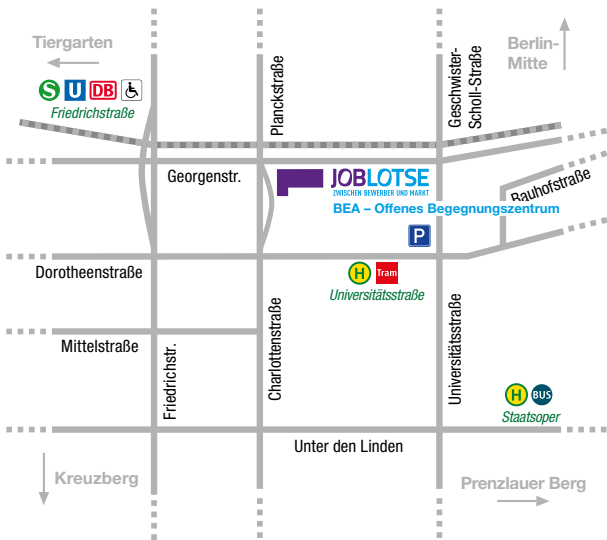 Tiergarten
Berlin-
Mitte
Planckstraße
Geschwister-
Scholl-Straße
S U DB
Friedrichstraße
Georgenstr.
JOBLOTSE
ZWISCHEN BEWERBER UND MARKT
BEA – Offenes Begegnungszentrum
Bauhofstraße
P
Dorotheenstraße
H Tram
Universitätsstraße
Mittelstraße
Friedrichstr.
Charlottenstraße
Universitätsstraße
H BUS
Staatsoper
Unter den Linden
Kreuzberg
Prenzlauer Berg